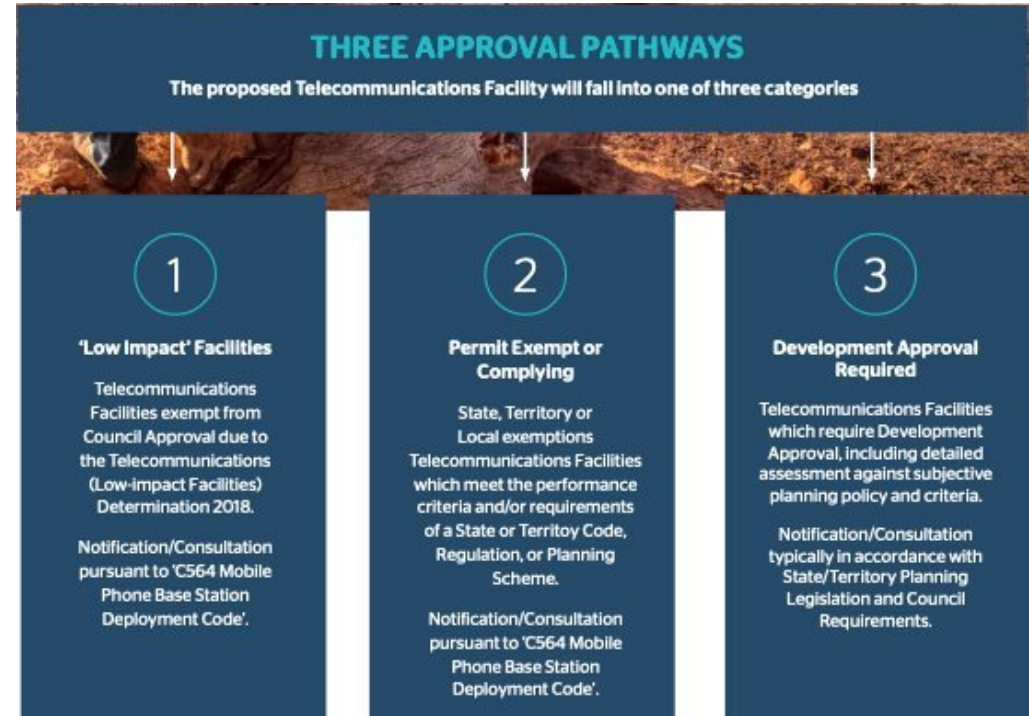 THREE APPROVAL PATHWAYS
The proposed Telecommunications Facility will fall into one of three categories
1
'Low Impact' Facilities
Telecommunications
Facilities exempt from
Council Approval due to
the Telecommunications
(Low-impact Facilities)
Determination 2018.
Notification/Consultation
pursuant to 'C564 Mobile
Phone Base Station
Deployment Code'.
2
Permit Exempt or
Complying
State, Territory or
Local exemptions
Telecommunications Facilities
which meet the performance
criteria and/or requirements
of a State or Territoy Code,
Regulation, or Planning
Scheme.
Notification/Consultation
pursuant to 'C564 Mobile
Phone Base Station
Deployment Code'.
3
Development Approval
Required
Telecommunications Facilities
which require Development
Approval, including detailed
assessment against subjective
planning policy and criteria.
Notification/Consultation
typically in accordance with
State/Territory Planning
Legislation and Council
Requirements.